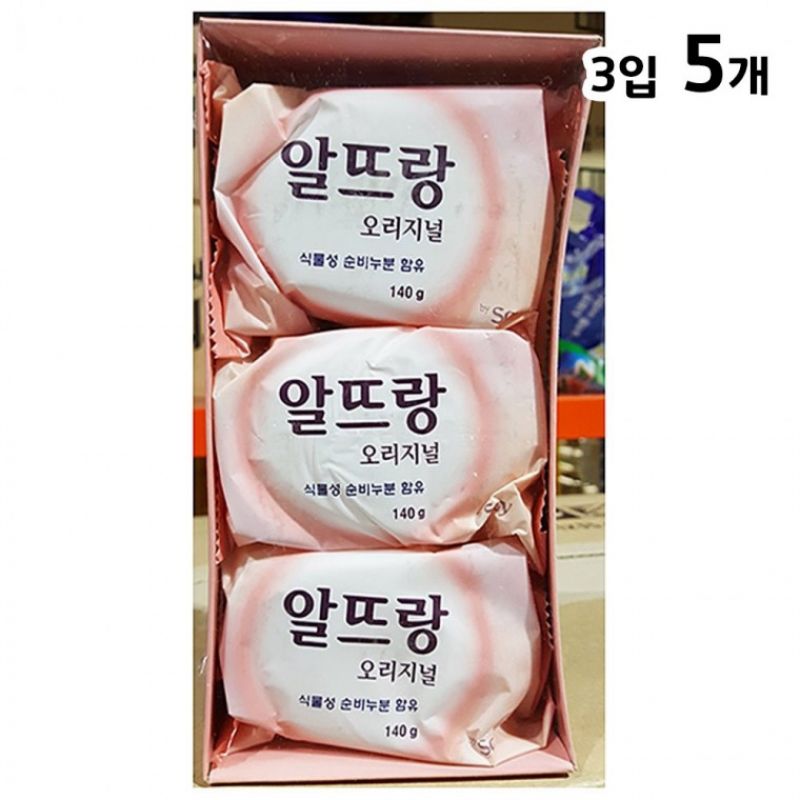 3입 5개
알뜨랑
오리지널
식물성 순비누분 함유
140 g
by
알뜨랑
오리지널
식물성 순비누분 함유
140 g
알뜨랑
오리지널
식물성 순비누분 함유
140 g